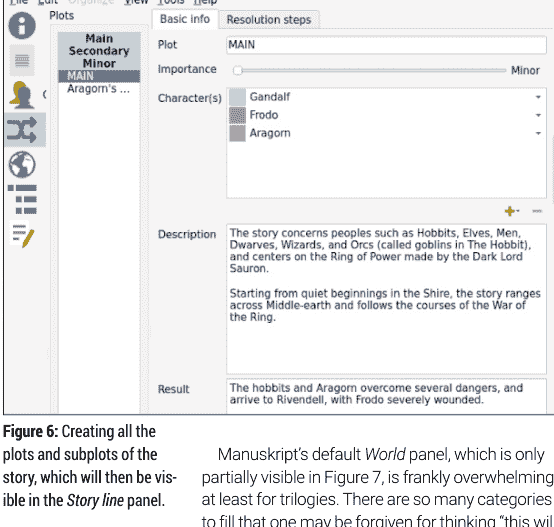 File Edit Organize View Tools Help
Plots
Basic info
Resolution steps
Main
Secondary
Minor
MAIN
Aragorn's ...
Plot
MAIN
Importance
Minor
Character(s)
Gandalf
Frodo
Aragorn
Description
The story concerns peoples such as Hobbits, Elves, Men,
Dwarves, Wizards, and Orcs (called goblins in The Hobbit),
and centers on the Ring of Power made by the Dark Lord
Sauron.
Starting from quiet beginnings in the Shire, the story ranges
across Middle-earth and follows the courses of the War of
the Ring.
Result
The hobbits and Aragorn overcome several dangers, and
arrive to Rivendell, with Frodo severely wounded.
Figure 6: Creating all the
plots and subplots of the
story, which will then be vis-
ible in the Story line panel.
Manuskript's default World panel, which is only
partially visible in Figure 7, is frankly overwhelming
at least for trilogies. There are so many categories
to fill that one may be forgiven for thinking “this wil